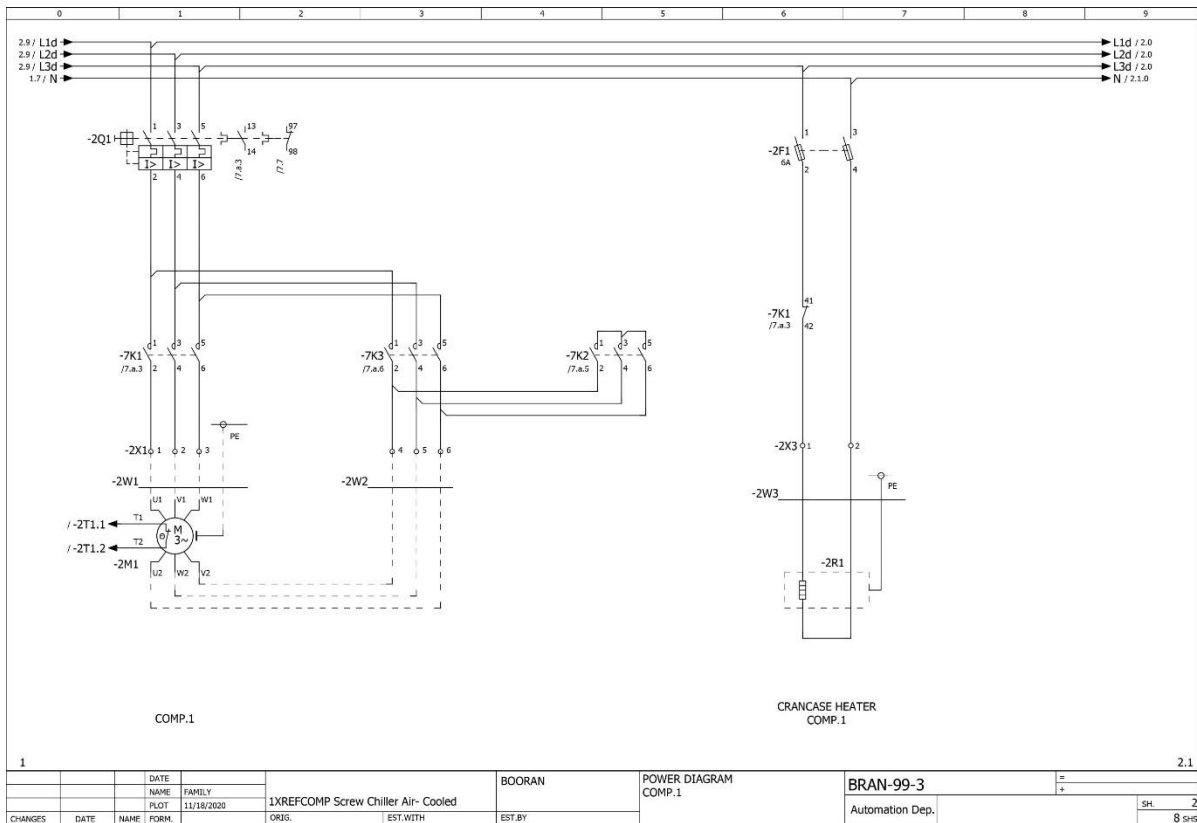 0 1 2 3 4 5 6 7 8 9
2.9 / L1d L1d / 2.0
2.9 / L2d L2d / 2.0
2.9 / L3d L3d / 2.0
1.7 / N N / 2.1.0
-2Q1 1 3 5 13 97
14 98
I> I> I>
2 4 6
/7.a.3 /7.7
-2F1 1 3
6A
2 4
-7K1 41
/7.a.3 42
-7K1 1 3 5
/7.a.3 2 4 6
-7K3 1 3 5
/7.a.6 2 4 6
-7K2 1 3 5
/7.a.5 2 4 6
PE
-2X1 1 2 3 4 5 6
-2X3 1 2
-2W1
-2W2
-2W3
PE
U1 V1 W1
/ -2T1.1 T1
M
3~
Θ
/ -2T1.2 T2
-2M1
U2 W2 V2
-2R1
COMP.1
CRANCASE HEATER
COMP.1
1 2.1
DATE
NAME FAMILY
PLOT 11/18/2020
CHANGES DATE NAME FORM.
1XREFCOMP Screw Chiller Air- Cooled
ORIG. EST.WITH EST.BY
BOORAN
POWER DIAGRAM
COMP.1
BRAN-99-3
Automation Dep.
=
+
SH. 2
8 SHS